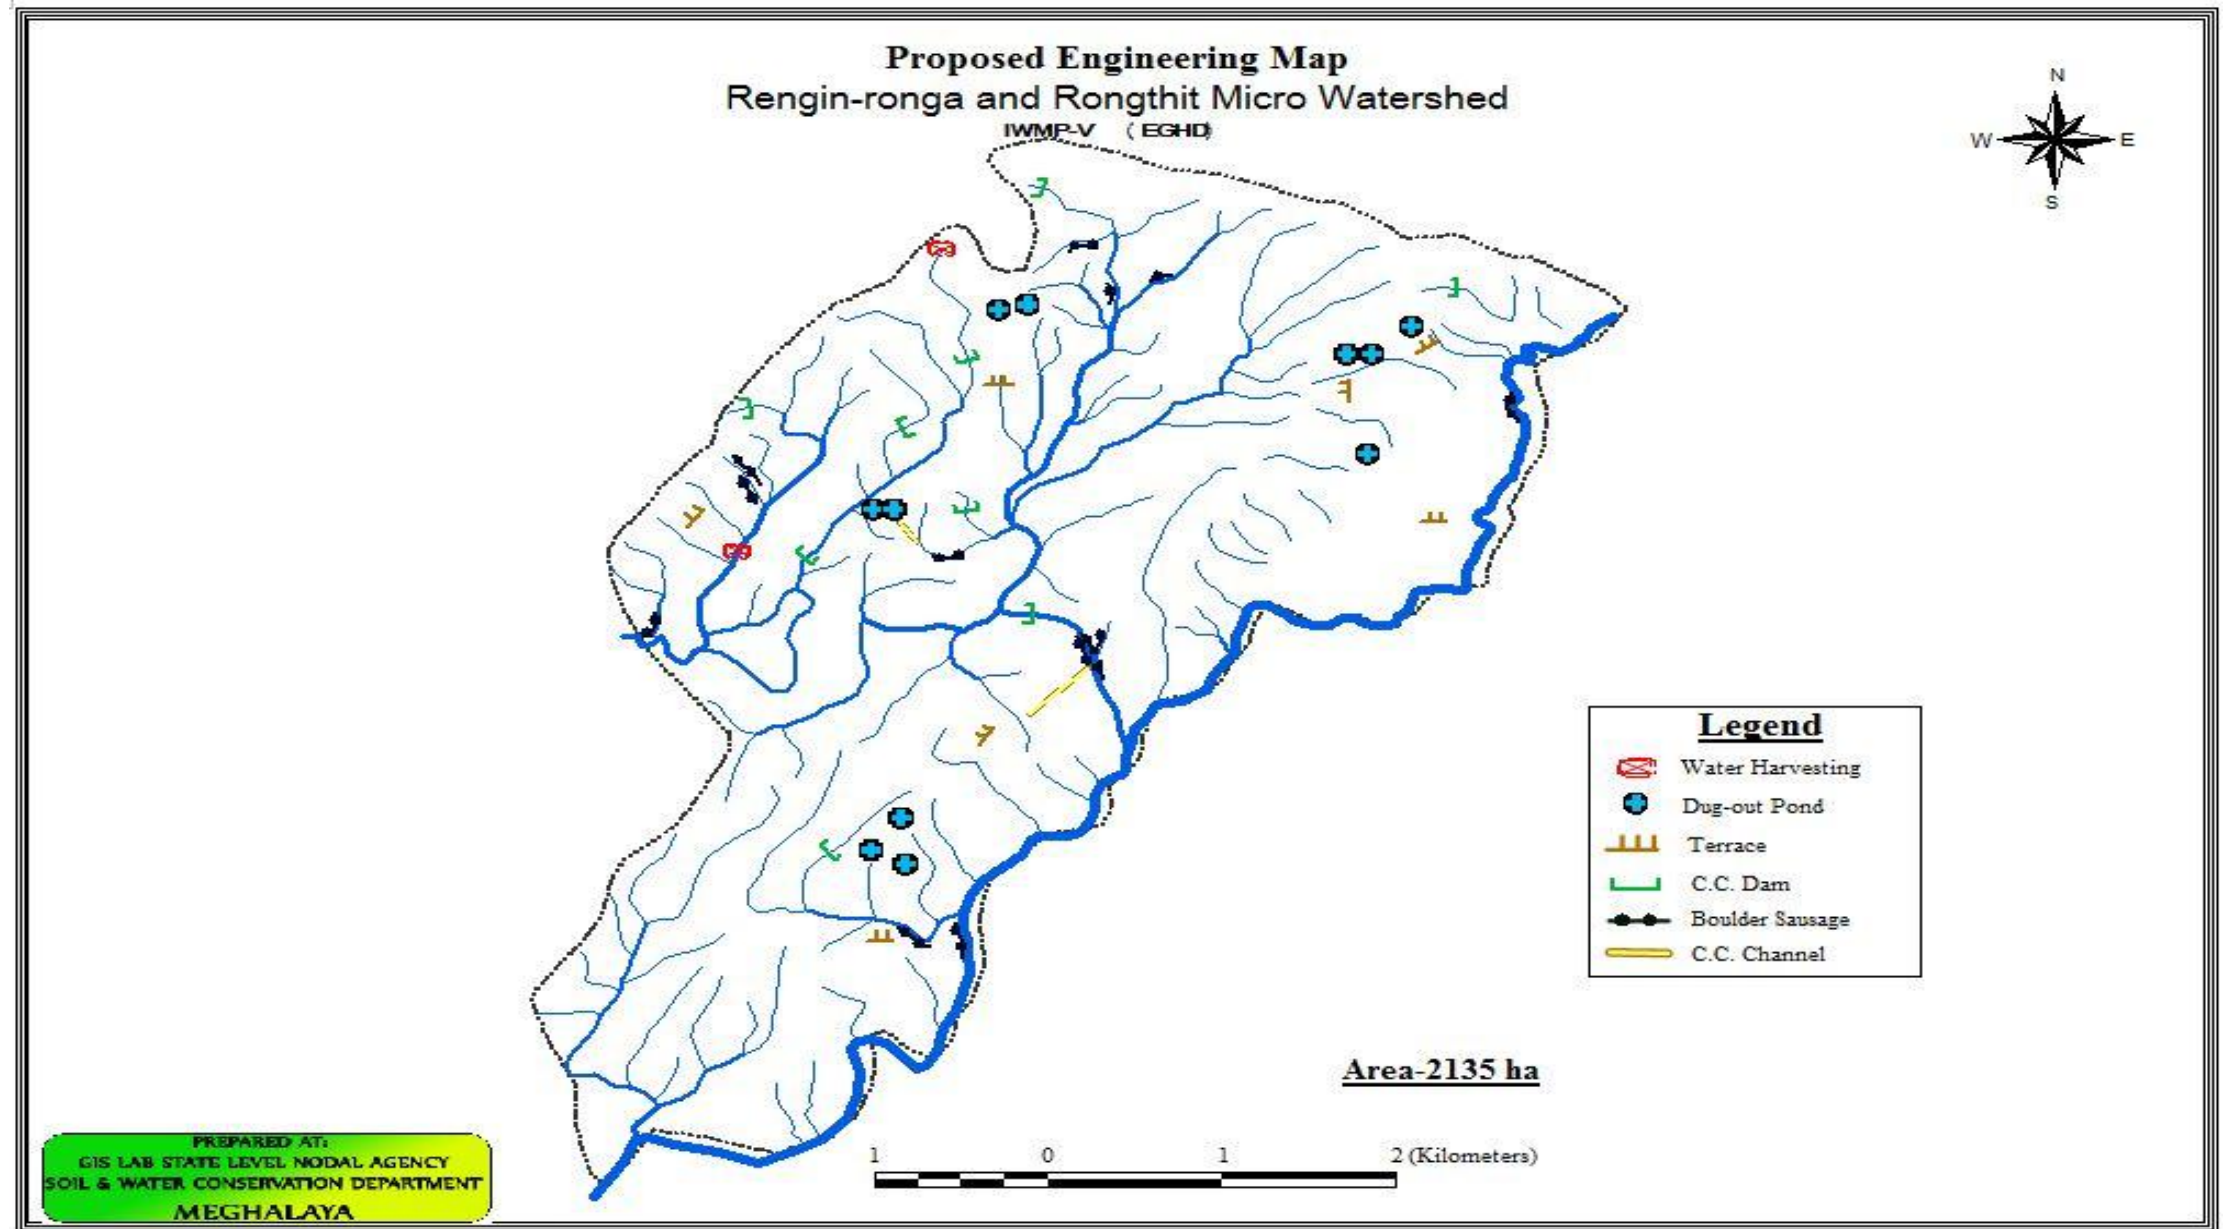 Proposed Engineering Map
Rengin-ronga and Rongthit Micro Watershed
IWMP-V ( EGHD)
N
W
E
S
Legend
Water Harvesting
Dug-out Pond
Terrace
C.C. Dam
Boulder Sausage
C.C. Channel
Area-2135 ha
1 0 1 2 (Kilometers)
PREPARED AT:
GIS LAB STATE LEVEL NODAL AGENCY
SOIL & WATER CONSERVATION DEPARTMENT
MEGHALAYA